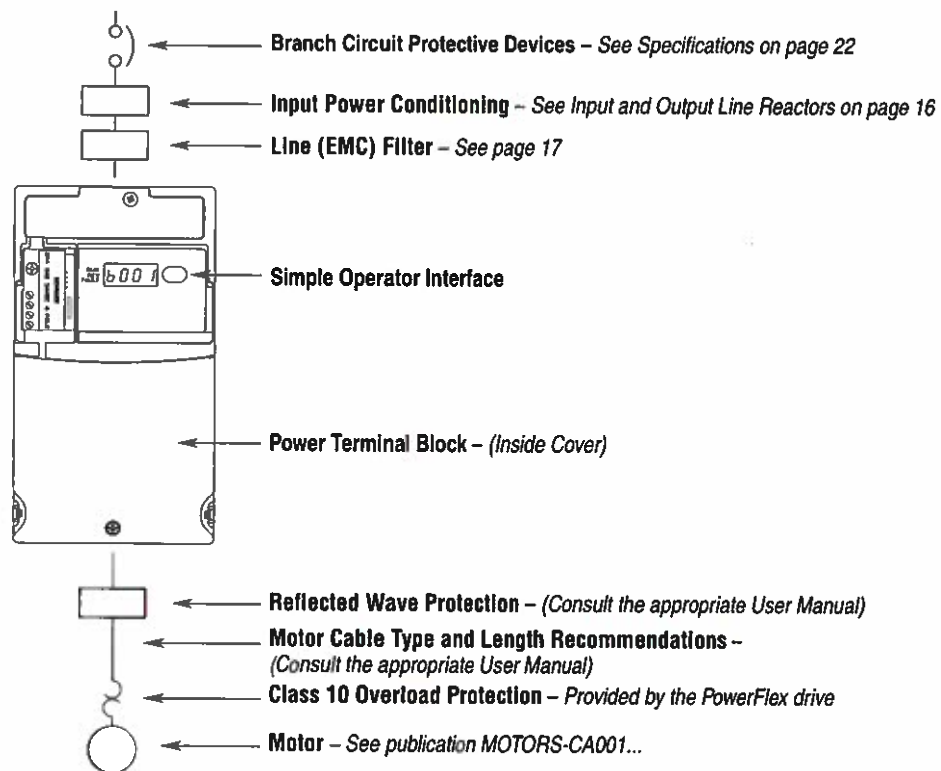 Branch Circuit Protective Devices – See Specifications on page 22
Input Power Conditioning – See Input and Output Line Reactors on page 16
Line (EMC) Filter – See page 17
b001
Simple Operator Interface
Power Terminal Block – (Inside Cover)
Reflected Wave Protection – (Consult the appropriate User Manual)
Motor Cable Type and Length Recommendations –
(Consult the appropriate User Manual)
Class 10 Overload Protection – Provided by the PowerFlex drive
Motor – See publication MOTORS-CA001...